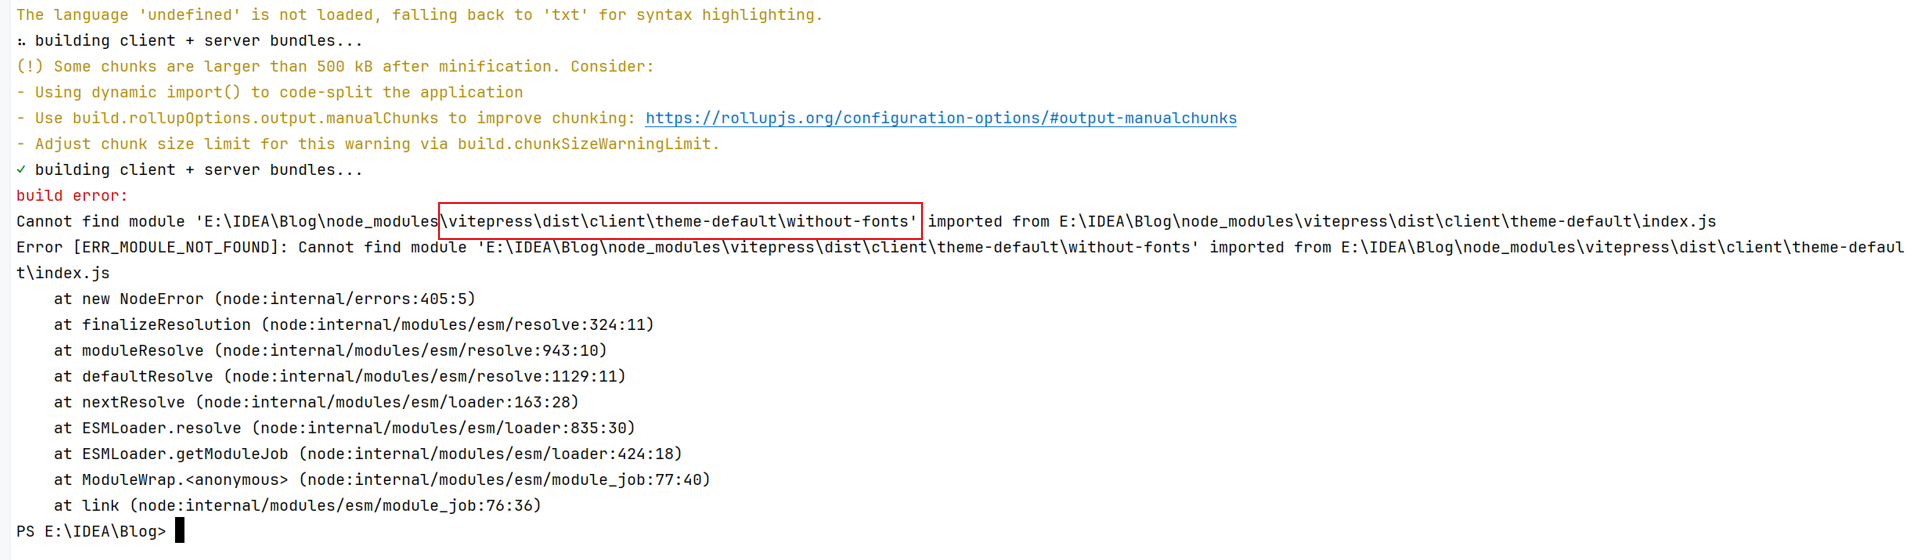 The language 'undefined' is not loaded, falling back to 'txt' for syntax highlighting.
⠦ building client + server bundles...
(!) Some chunks are larger than 500 kB after minification. Consider:
- Using dynamic import() to code-split the application
- Use build.rollupOptions.output.manualChunks to improve chunking: https://rollupjs.org/configuration-options/#output-manualchunks
- Adjust chunk size limit for this warning via build.chunkSizeWarningLimit.
✓ building client + server bundles...
build error:
Cannot find module 'E:\IDEA\Blog\node_modules\vitepress\dist\client\theme-default\without-fonts' imported from E:\IDEA\Blog\node_modules\vitepress\dist\client\theme-default\index.js
Error [ERR_MODULE_NOT_FOUND]: Cannot find module 'E:\IDEA\Blog\node_modules\vitepress\dist\client\theme-default\without-fonts' imported from E:\IDEA\Blog\node_modules\vitepress\dist\client\theme-defaul
t\index.js
    at new NodeError (node:internal/errors:405:5)
    at finalizeResolution (node:internal/modules/esm/resolve:324:11)
    at moduleResolve (node:internal/modules/esm/resolve:943:10)
    at defaultResolve (node:internal/modules/esm/resolve:1129:11)
    at nextResolve (node:internal/modules/esm/loader:163:28)
    at ESMLoader.resolve (node:internal/modules/esm/loader:835:30)
    at ESMLoader.getModuleJob (node:internal/modules/esm/loader:424:18)
    at ModuleWrap.<anonymous> (node:internal/modules/esm/module_job:77:40)
    at link (node:internal/modules/esm/module_job:76:36)
PS E:\IDEA\Blog>